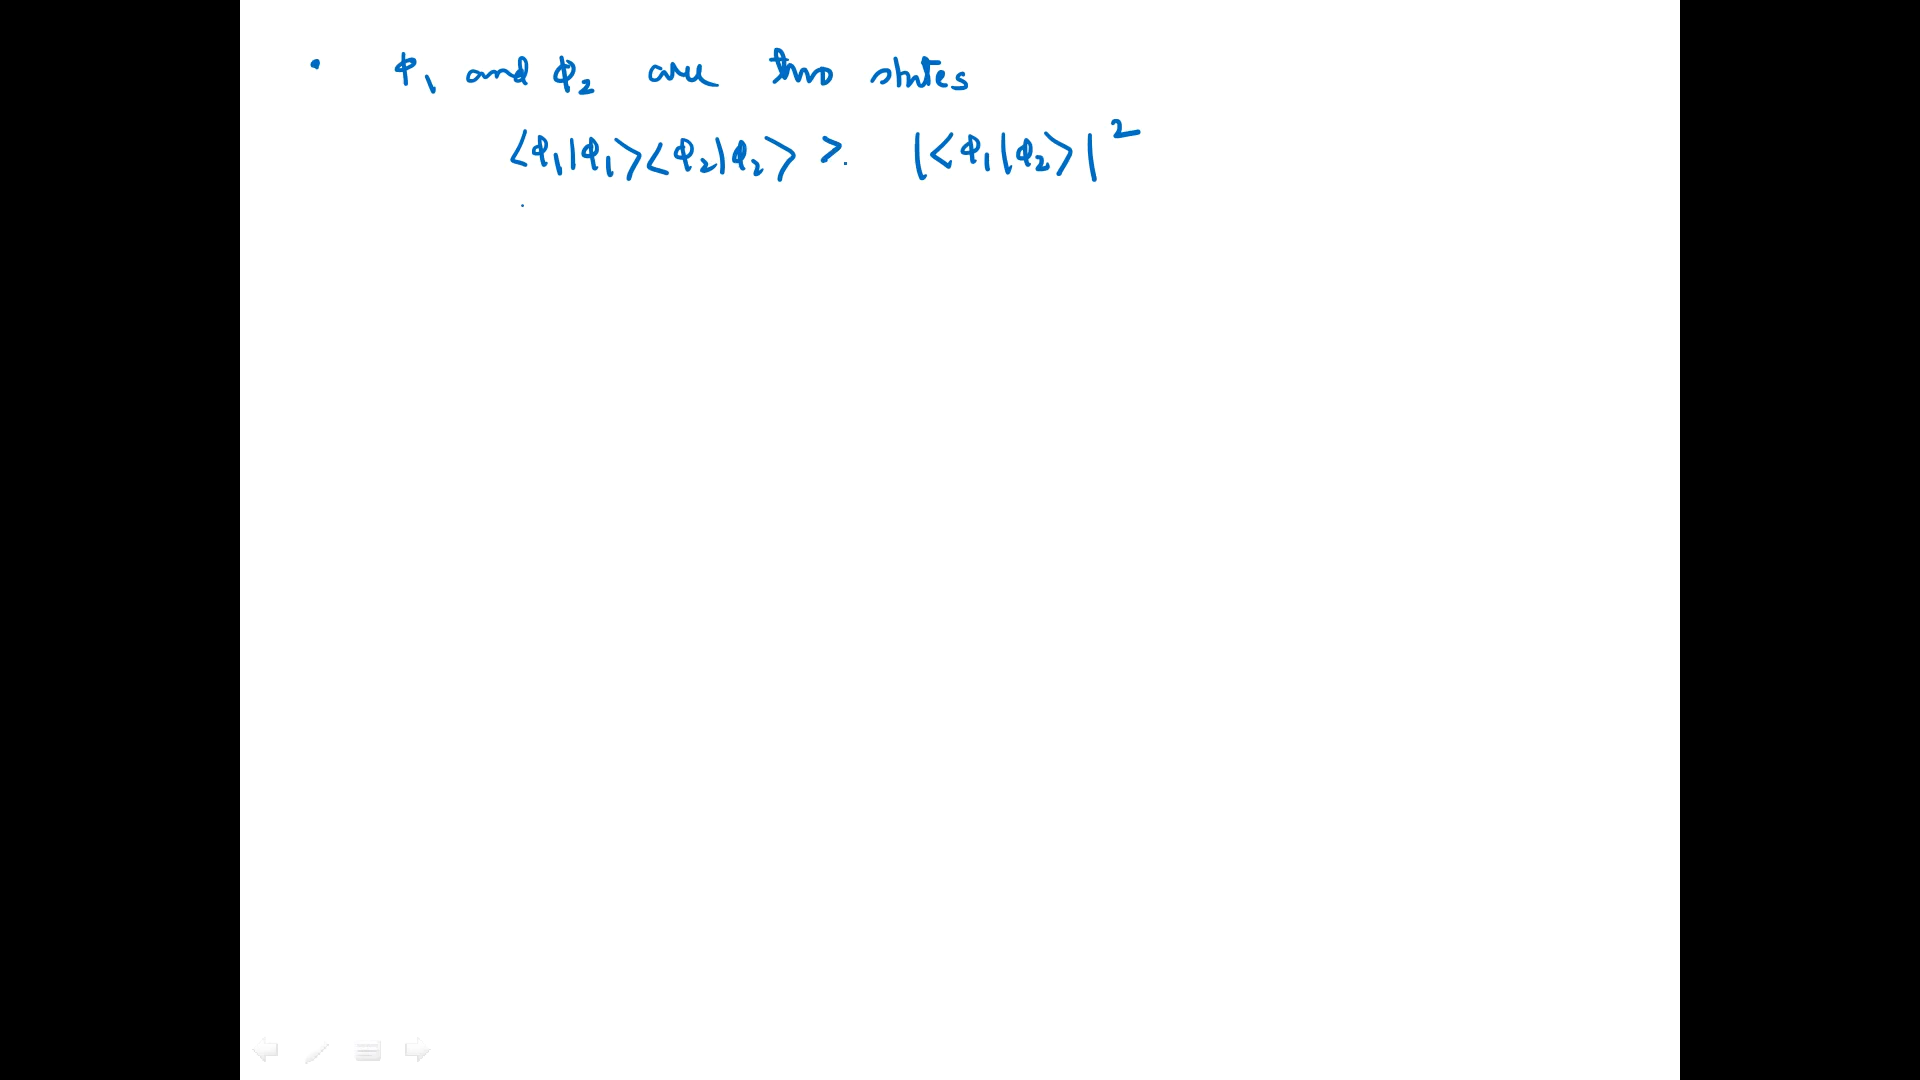 • Φ₁ and Φ₂ are two states
<Φ₁|Φ₁><Φ₂|Φ₂> >. |<Φ₁|Φ₂>|²